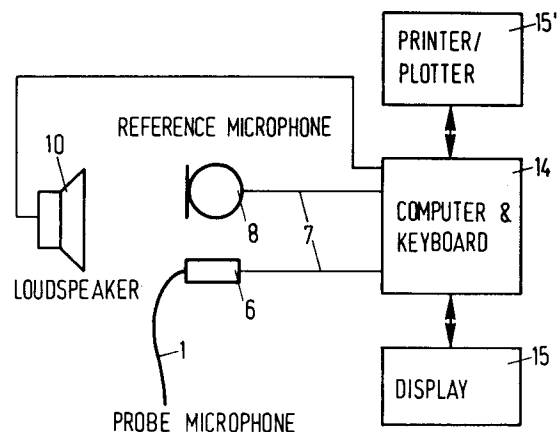 15'
PRINTER/
PLOTTER
REFERENCE MICROPHONE
10
14
COMPUTER &
KEYBOARD
8
7
LOUDSPEAKER
6
1
15
DISPLAY
PROBE MICROPHONE